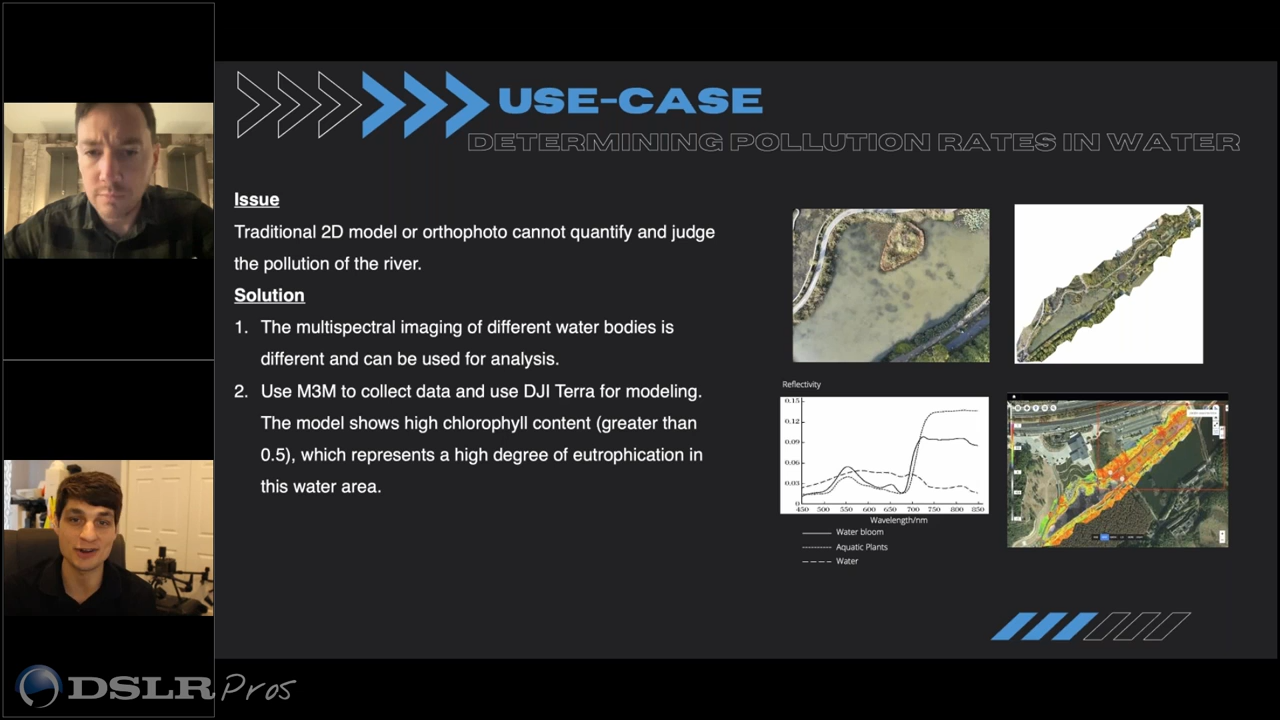 USE-CASE
DETERMINING POLLUTION RATES IN WATER
Issue
Traditional 2D model or orthophoto cannot quantify and judge
the pollution of the river.
Solution
1. The multispectral imaging of different water bodies is
different and can be used for analysis.
2. Use M3M to collect data and use DJI Terra for modeling.
The model shows high chlorophyll content (greater than
0.5), which represents a high degree of eutrophication in
this water area.
Reflectivity
0.15
0.12
0.09
0.06
0.03
0
450 500 550 600 650 700 750 800 850
Wavelength/nm
Water bloom
Aquatic Plants
Water
DSLRPros